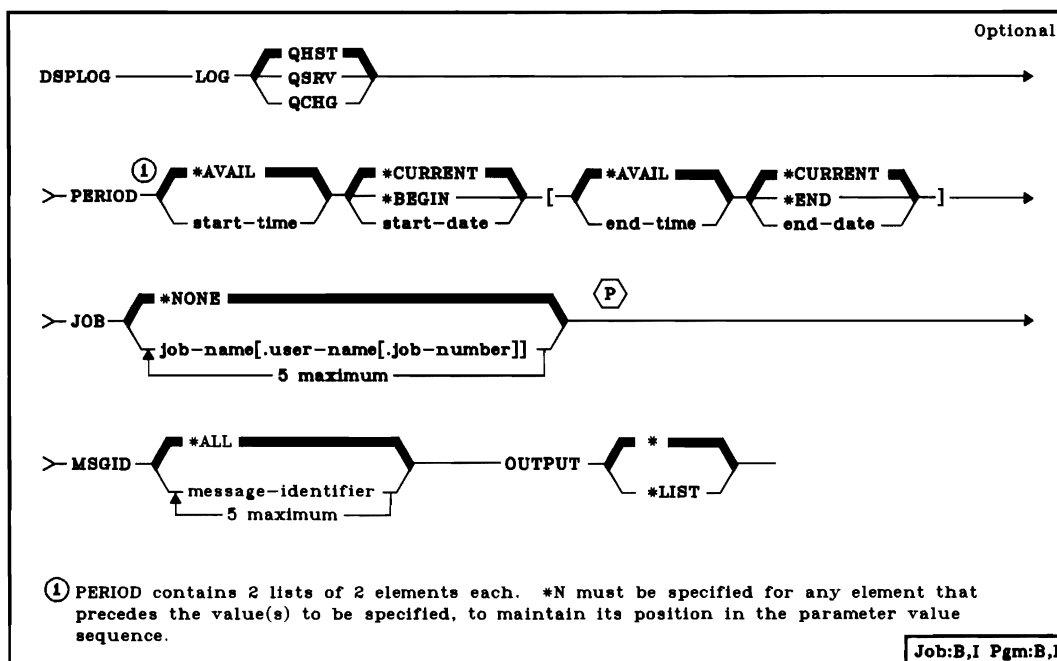 Optional
DSPLOG LOG QHST
QSRV
QCHG
① PERIOD *AVAIL
start-time
*CURRENT
*BEGIN
start-date
[
*AVAIL
end-time
*CURRENT
*END
end-date
]
JOB *NONE
job-name[.user-name[.job-number]]
5 maximum
P
MSGID *ALL
message-identifier
5 maximum
OUTPUT *
*LIST
① PERIOD contains 2 lists of 2 elements each. *N must be specified for any element that
precedes the value(s) to be specified, to maintain its position in the parameter value
sequence.
Job:B,I Pgm:B,I